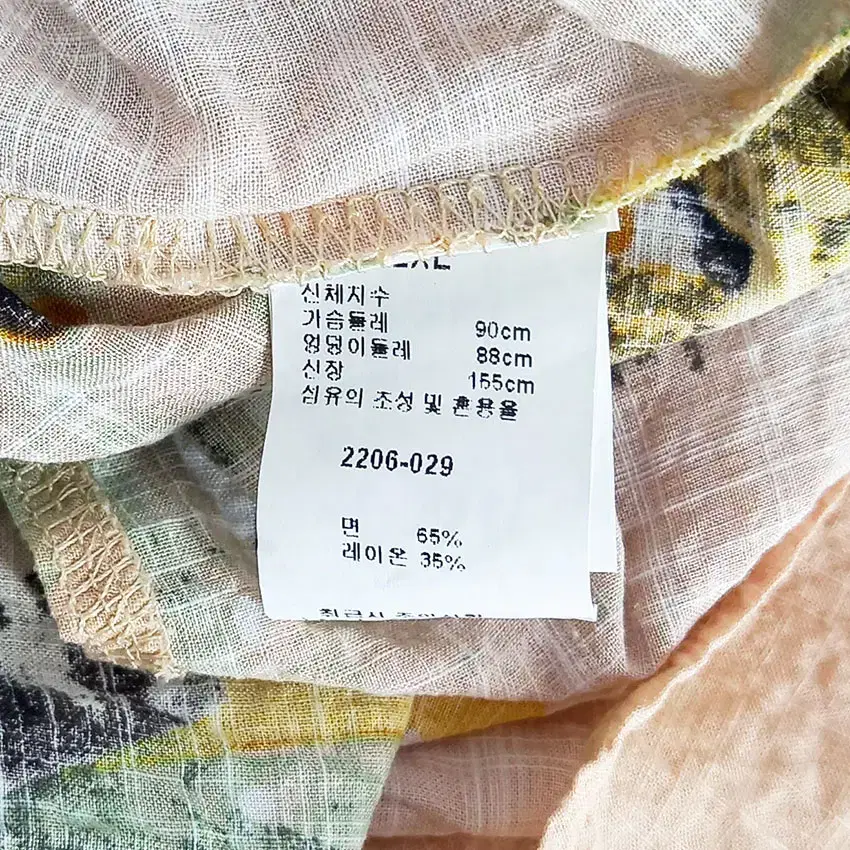 신체치수
가슴둘레 90cm
엉덩이둘레 88cm
신장 155cm
섬유의 조성 및 혼용율
2206-029
면 65%
레이온 35%